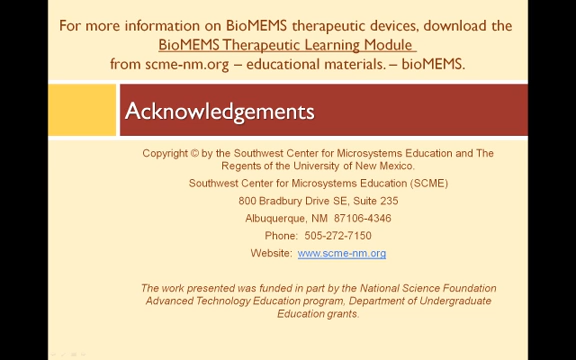 For more information on BioMEMS therapeutic devices, download the
BioMEMS Therapeutic Learning Module
from scme-nm.org – educational materials. – bioMEMS.
Acknowledgements
Copyright © by the Southwest Center for Microsystems Education and The
Regents of the University of New Mexico.
Southwest Center for Microsystems Education (SCME)
800 Bradbury Drive SE, Suite 235
Albuquerque, NM  87106-4346
Phone:  505-272-7150
Website:  www.scme-nm.org
The work presented was funded in part by the National Science Foundation
Advanced Technology Education program, Department of Undergraduate
Education grants.